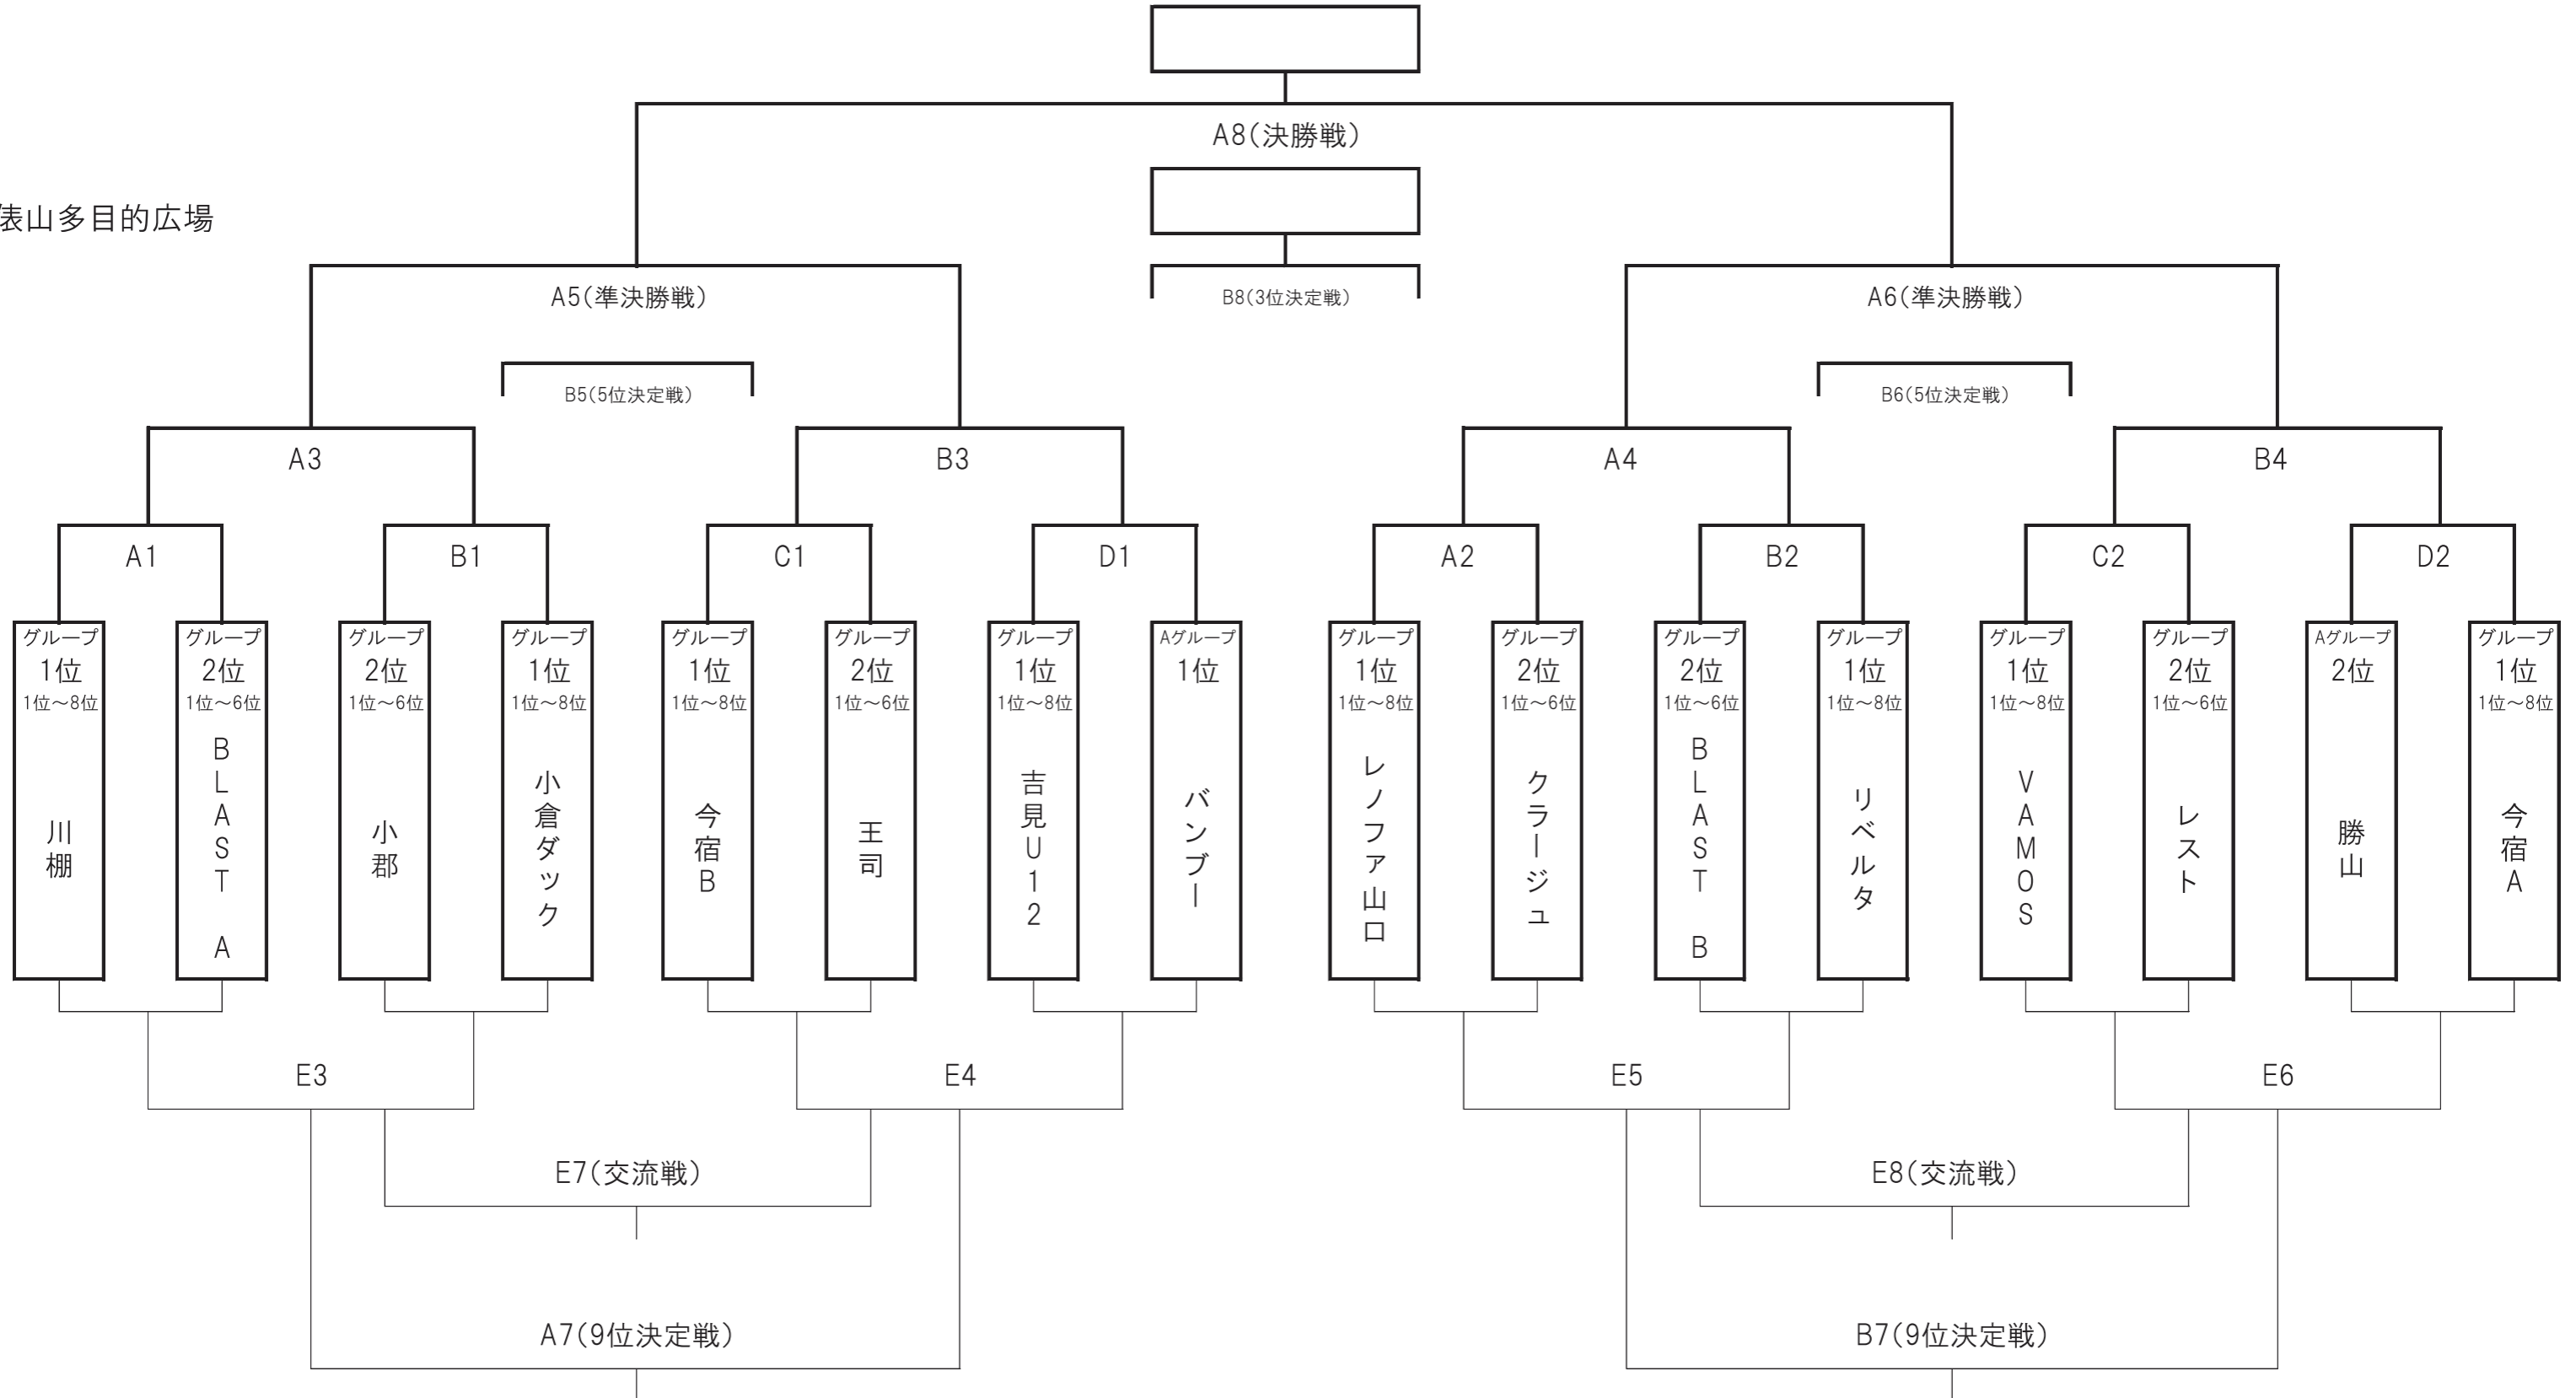 A8(決勝戦)
俵山多目的広場
A5(準決勝戦)
B8(3位決定戦)
A6(準決勝戦)
B5(5位決定戦)
B6(5位決定戦)
A3
B3
A4
B4
A1
B1
C1
D1
A2
B2
C2
D2
グループ
1位
1位～8位
川棚
グループ
2位
1位～6位
BLAST A
グループ
2位
1位～6位
小郡
グループ
1位
1位～8位
小倉ダック
グループ
1位
1位～8位
今宿B
グループ
2位
1位～6位
王司
グループ
1位
1位～8位
吉見U12
Aグループ
1位
バンブー
グループ
1位
1位～8位
レノファ山口
グループ
2位
1位～6位
クラージュ
グループ
2位
1位～6位
BLAST B
グループ
1位
1位～8位
リベルタ
グループ
1位
1位～8位
VAMOS
グループ
2位
1位～6位
レスト
Aグループ
2位
勝山
グループ
1位
1位～8位
今宿A
E3
E4
E5
E6
E7(交流戦)
E8(交流戦)
A7(9位決定戦)
B7(9位決定戦)